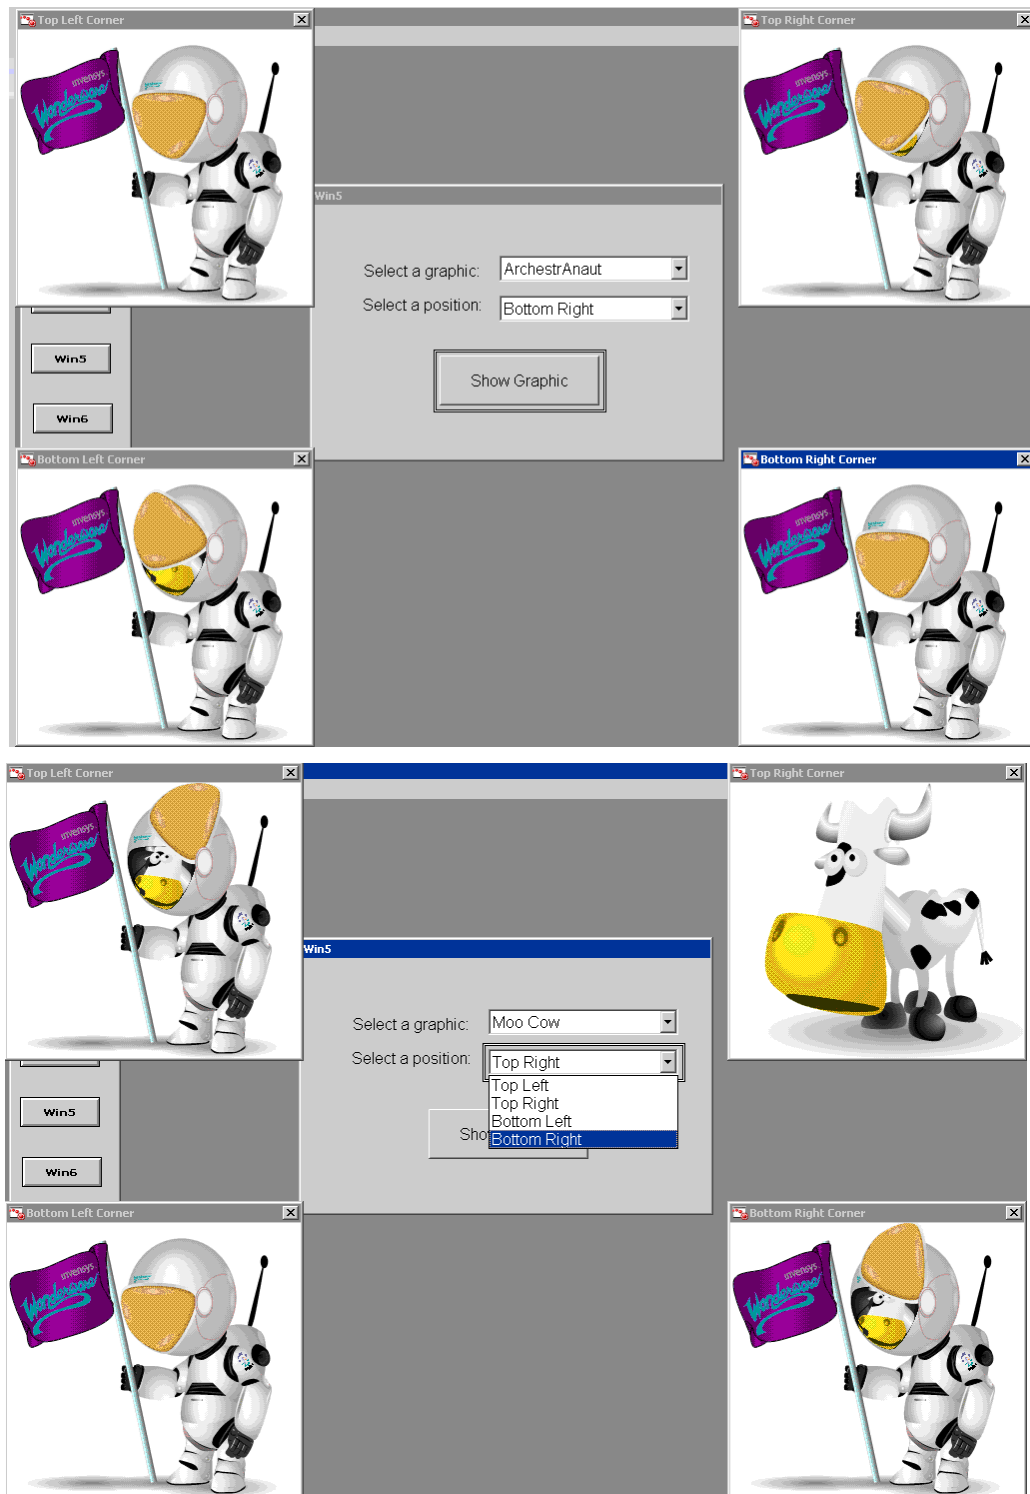 Top Left Corner
Top Right Corner
invensys
Wonderware
invensys
Wonderware
Win5
Select a graphic: ArchestrAnaut
Select a position: Bottom Right
Show Graphic
Win5
Win6
Bottom Left Corner
Bottom Right Corner
invensys
Wonderware
invensys
Wonderware
Top Left Corner
Top Right Corner
invensys
Wonderware
Win5
Select a graphic: Moo Cow
Select a position: Top Right
Top Left
Top Right
Bottom Left
Sho
Bottom Right
Win5
Win6
Bottom Left Corner
Bottom Right Corner
invensys
Wonderware
invensys
Wonderware